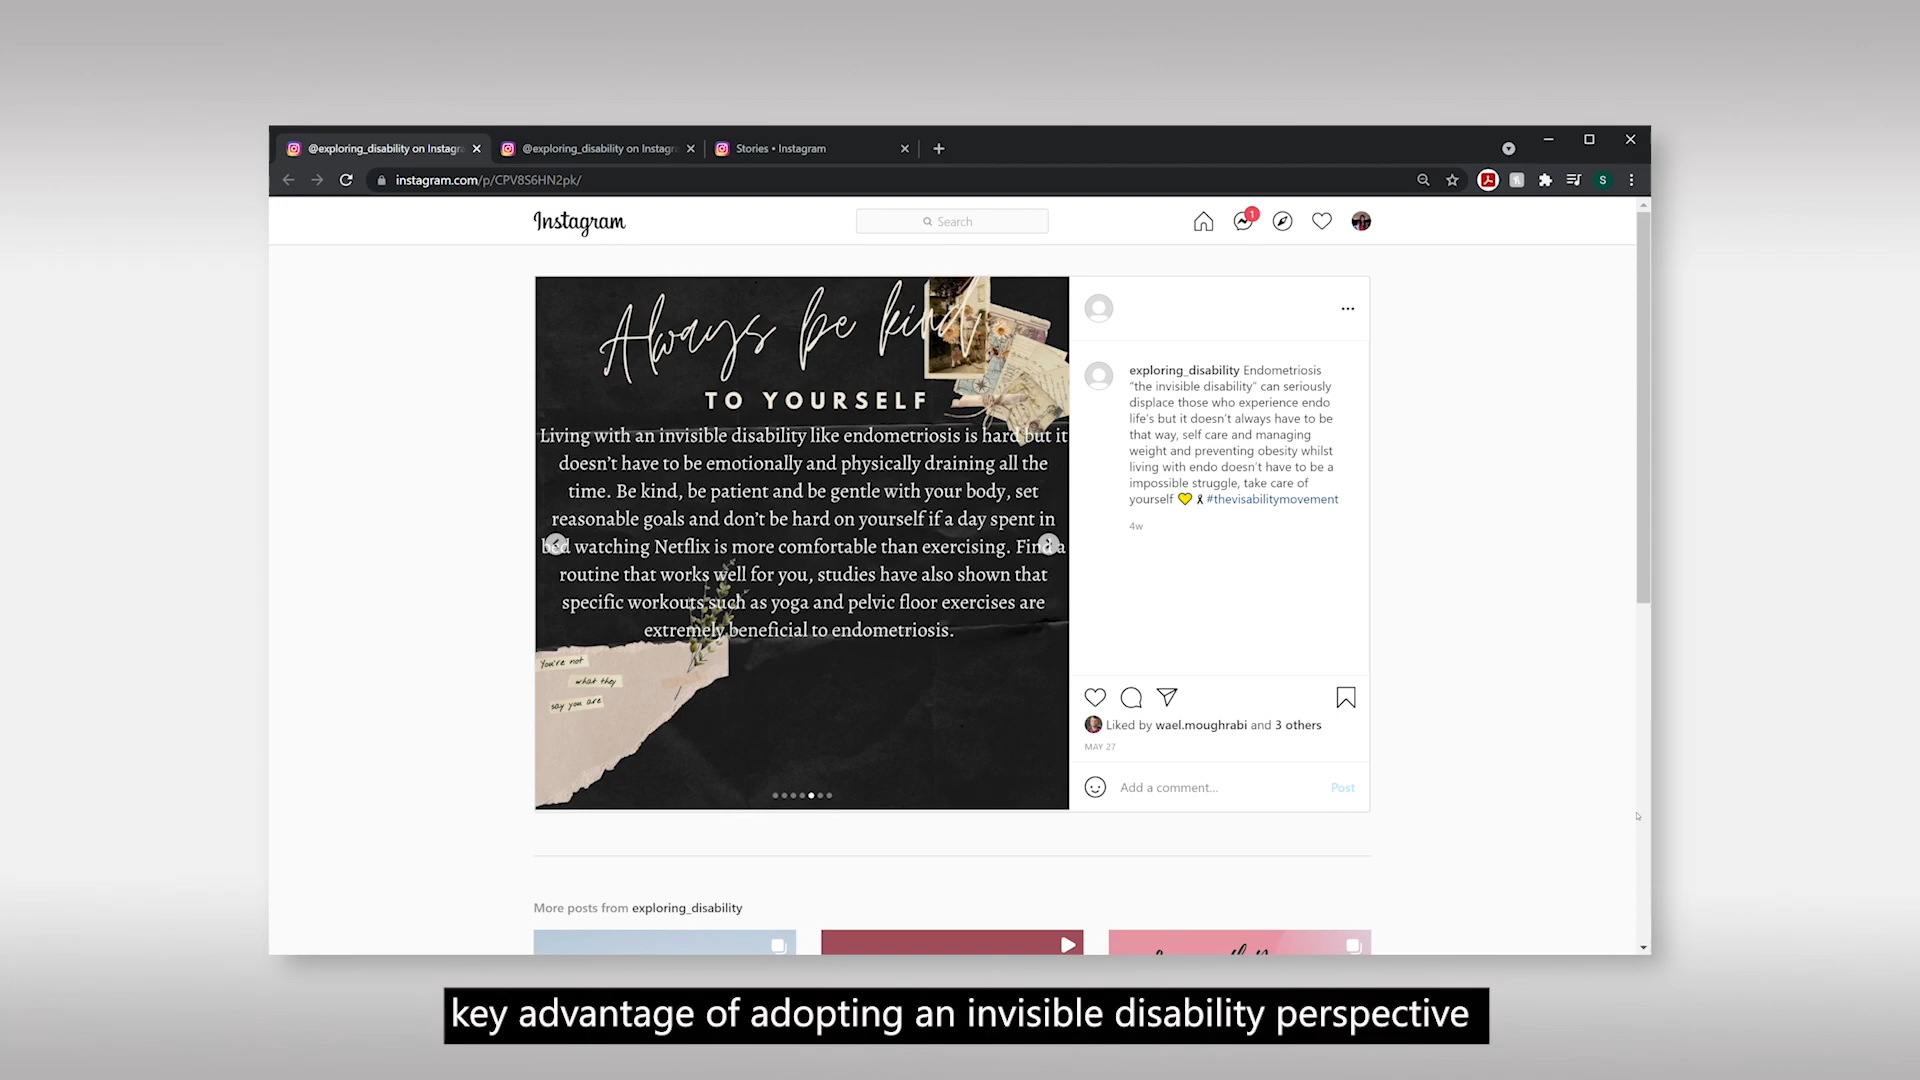 @exploring_disability on Instagr
@exploring_disability on Instagr
Stories • Instagram
instagram.com/p/CPV8S6HN2pk/
S
Instagram
Search
1
Always be kind
TO YOURSELF
Living with an invisible disability like endometriosis is hard but it
doesn't have to be emotionally and physically draining all the
time. Be kind, be patient and be gentle with your body, set
reasonable goals and don't be hard on yourself if a day spent in
bed watching Netflix is more comfortable than exercising. Find a
routine that works well for you, studies have also shown that
specific workouts such as yoga and pelvic floor exercises are
extremely beneficial to endometriosis.
You're not
what they
say you are
exploring_disability Endometriosis
"the invisible disability" can seriously
displace those who experience endo
life's but it doesn't always have to be
that way, self care and managing
weight and preventing obesity whilst
living with endo doesn't have to be a
impossible struggle, take care of
yourself 💛🎗 #thevisabilitymovement
4w
Liked by wael.moughrabi and 3 others
MAY 27
Add a comment...
Post
More posts from exploring_disability
key advantage of adopting an invisible disability perspective